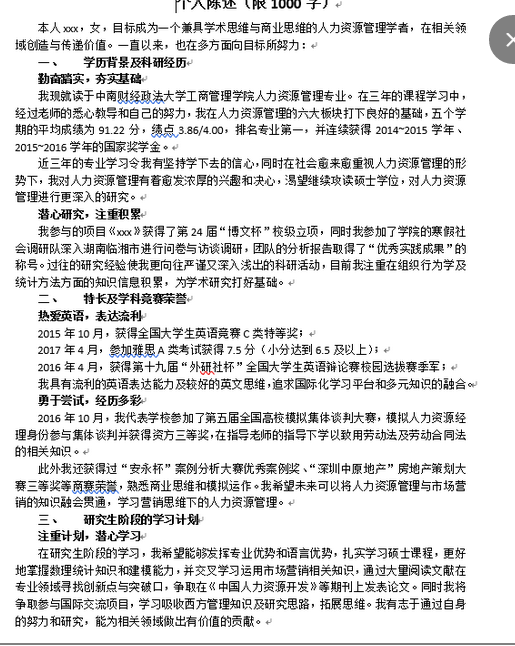 个人陈述（限 1000 字）
本人 xxx，女，目标成为一个兼具学术思维与商业思维的人力资源管理学者，在相关领
域创造与传递价值。一直以来，也在多方面向目标所努力：
一、 学历背景及科研经历
勤奋踏实，夯实基础
我现就读于中南财经政法大学工商管理学院人力资源管理专业。在三年的课程学习中，
经过老师的悉心教导和自己的努力，我在人力资源管理的六大板块打下良好的基础，五个学
期的平均成绩为 91.22 分，绩点 3.86/4.00，排名专业第一，并连续获得 2014~2015 学年、
2015~2016 学年的国家奖学金。
近三年的专业学习令我有坚持学下去的信心，同时在社会愈来愈重视人力资源管理的形
势下，我对人力资源管理有着愈发浓厚的兴趣和决心，渴望继续攻读硕士学位，对人力资源
管理进行更深入的研究。
潜心研究，注重积累
我参与的项目《xxx》获得了第 24 届“博文杯”校级立项，同时我参加了学院的寒假社
会调研队深入湖南临湘市进行问卷与访谈调研，团队的分析报告取得了“优秀实践成果”的
称号。过往的研究经验使我更向往严谨又深入浅出的科研活动，目前我注重在组织行为学及
统计方法方面的知识信息积累，为学术研究打好基础。
二、 特长及学科竞赛荣誉
热爱英语，表达流利
2015 年 10 月，获得全国大学生英语竞赛 C 类特等奖；
2017 年 4 月，参加雅思 A 类考试获得 7.5 分（小分达到 6.5 及以上）；
2016 年 4 月，获得第十九届“外研社杯”全国大学生英语辩论赛校园选拔赛季军；
我具有流利的英语表达能力及较好的英文思维，追求国际化学习平台和多元知识的融合。
勇于尝试，经历多彩
2016 年 10 月，我代表学校参加了第五届全国高校模拟集体谈判大赛，模拟人力资源经
理身份参与集体谈判并获得资方三等奖，在指导老师的指导下学以致用劳动法及劳动合同法
的相关知识。
此外我还获得过“安永杯”案例分析大赛优秀案例奖、“深圳中原地产”房地产策划大
赛三等奖等商赛荣誉，熟悉商业思维和模拟运作。我希望未来可以将人力资源管理与市场营
销的知识融会贯通，学习营销思维下的人力资源管理。
三、 研究生阶段的学习计划
注重计划，潜心学习
在研究生阶段的学习，我希望能够发挥专业优势和语言优势，扎实学习硕士课程，更好
地掌握数理统计知识和建模能力，并交叉学习运用市场营销相关知识，通过大量阅读文献在
专业领域寻找创新点与突破口，争取在《中国人力资源开发》等期刊上发表论文。同时我将
争取参与国际交流项目，学习吸收西方管理知识及研究思路，拓展思维。我有志于通过自身
的努力和研究，能为相关领域做出有价值的贡献。